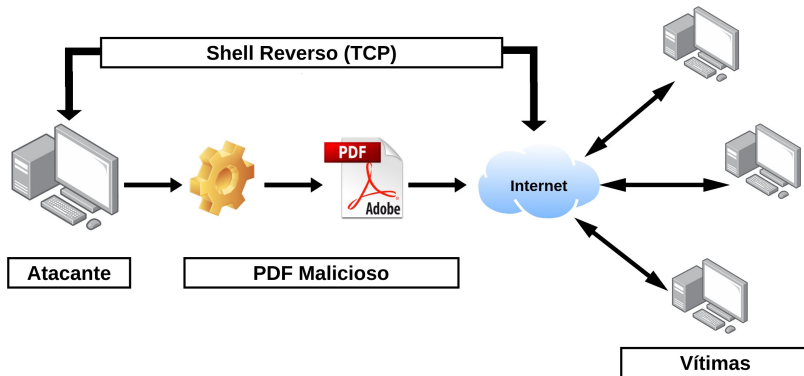 Shell Reverso (TCP)
PDF
Adobe
Internet
Atacante
PDF Malicioso
Vítimas